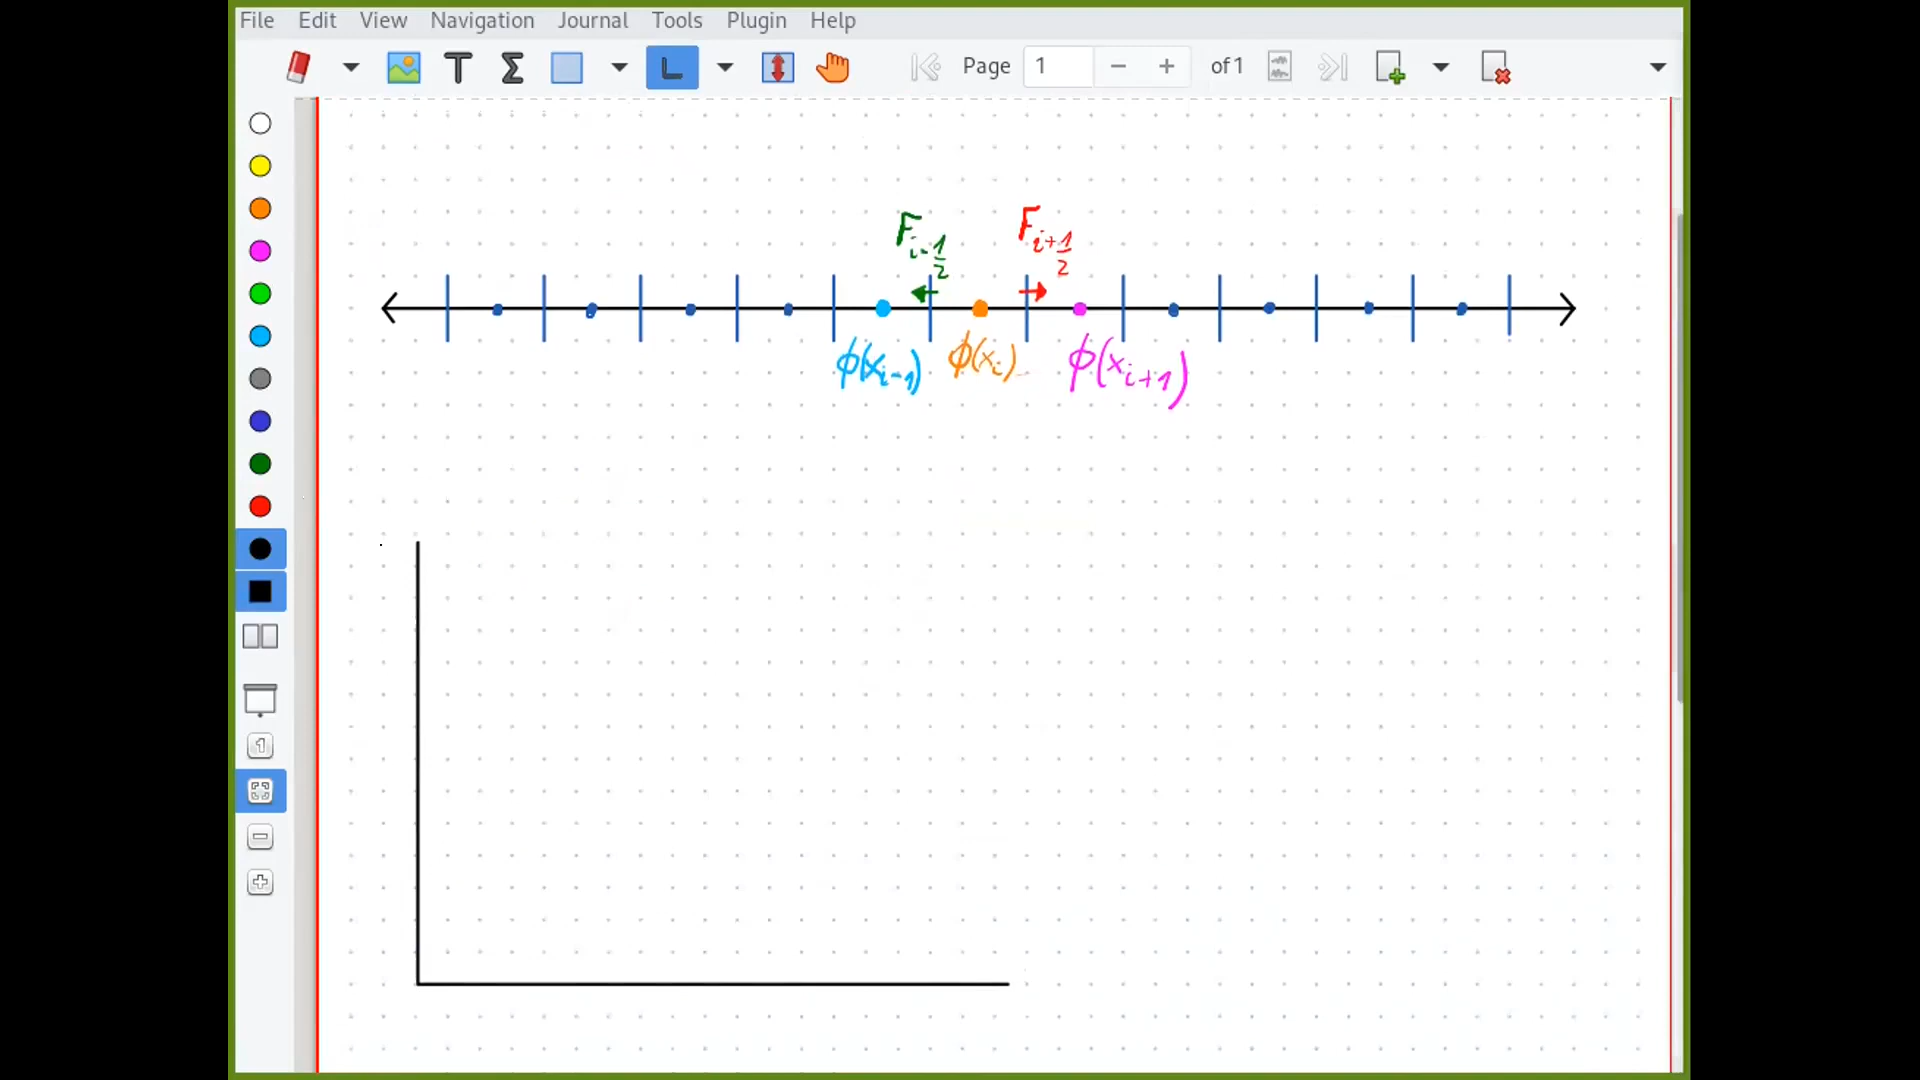 File Edit View Navigation Journal Tools Plugin Help
T Σ Page 1 − + of 1
F_{i-1/2} F_{i+1/2}
ϕ(x_{i-1}) ϕ(x_i) ϕ(x_{i+1})
1